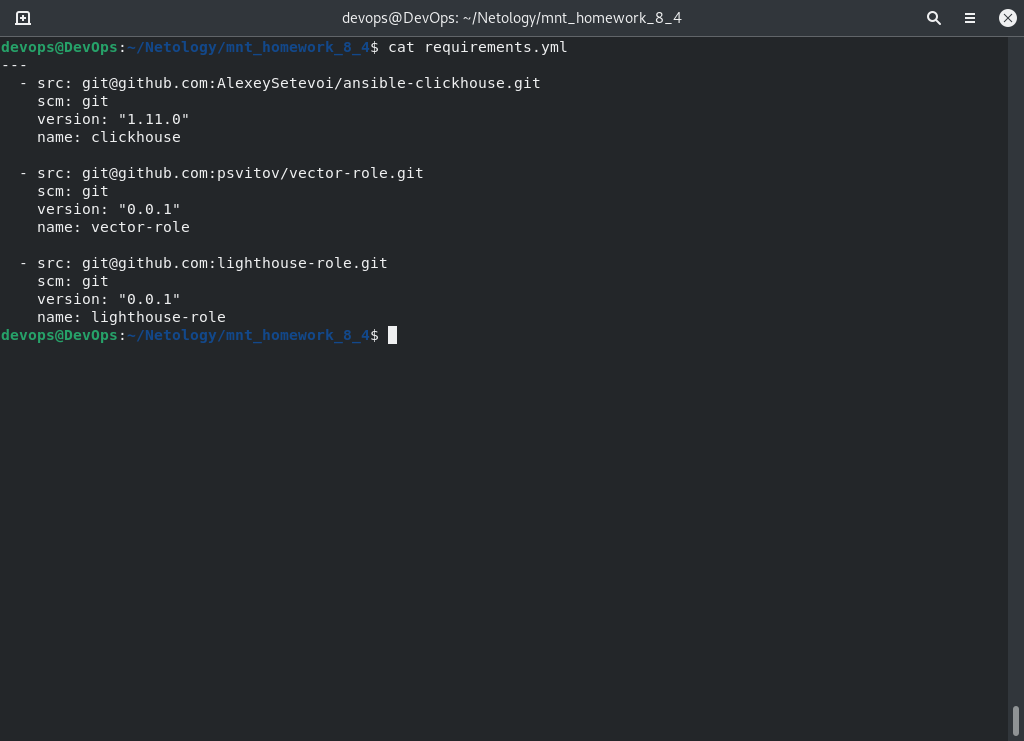 devops@DevOps: ~/Netology/mnt_homework_8_4
devops@DevOps:~/Netology/mnt_homework_8_4$ cat requirements.yml
---
  - src: git@github.com:AlexeySetevoi/ansible-clickhouse.git
    scm: git
    version: "1.11.0"
    name: clickhouse

  - src: git@github.com:psvitov/vector-role.git
    scm: git
    version: "0.0.1"
    name: vector-role

  - src: git@github.com:lighthouse-role.git
    scm: git
    version: "0.0.1"
    name: lighthouse-role
devops@DevOps:~/Netology/mnt_homework_8_4$